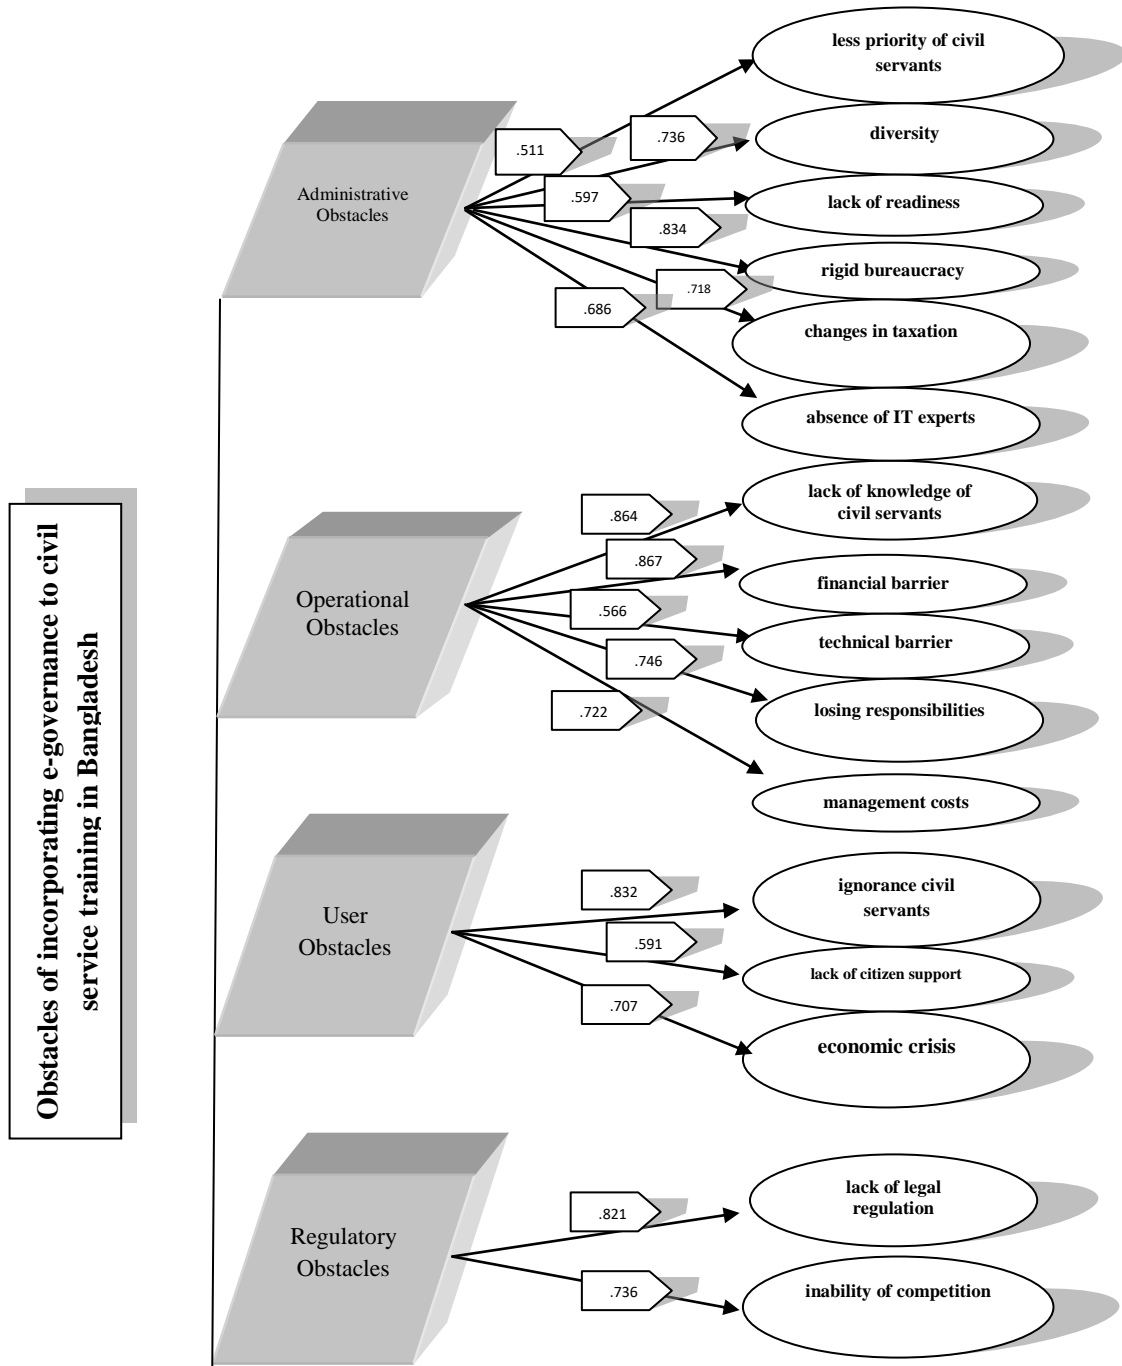 Obstacles of incorporating e-governance to civil
service training in Bangladesh
Administrative
Obstacles
.511
.736
.597
.834
.718
.686
less priority of civil
servants
diversity
lack of readiness
rigid bureaucracy
changes in taxation
absence of IT experts
Operational
Obstacles
.864
.867
.566
.746
.722
lack of knowledge of
civil servants
financial barrier
technical barrier
losing responsibilities
management costs
User
Obstacles
.832
.591
.707
ignorance civil
servants
lack of citizen support
economic crisis
Regulatory
Obstacles
.821
.736
lack of legal
regulation
inability of competition